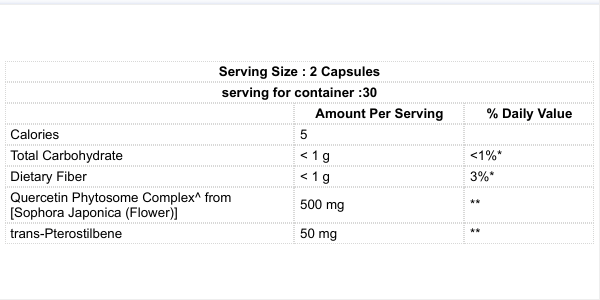 Serving Size : 2 Capsules
serving for container :30
Amount Per Serving % Daily Value
Calories 5
Total Carbohydrate < 1 g <1%*
Dietary Fiber < 1 g 3%*
Quercetin Phytosome Complex^ from
[Sophora Japonica (Flower)] 500 mg **
trans-Pterostilbene 50 mg **